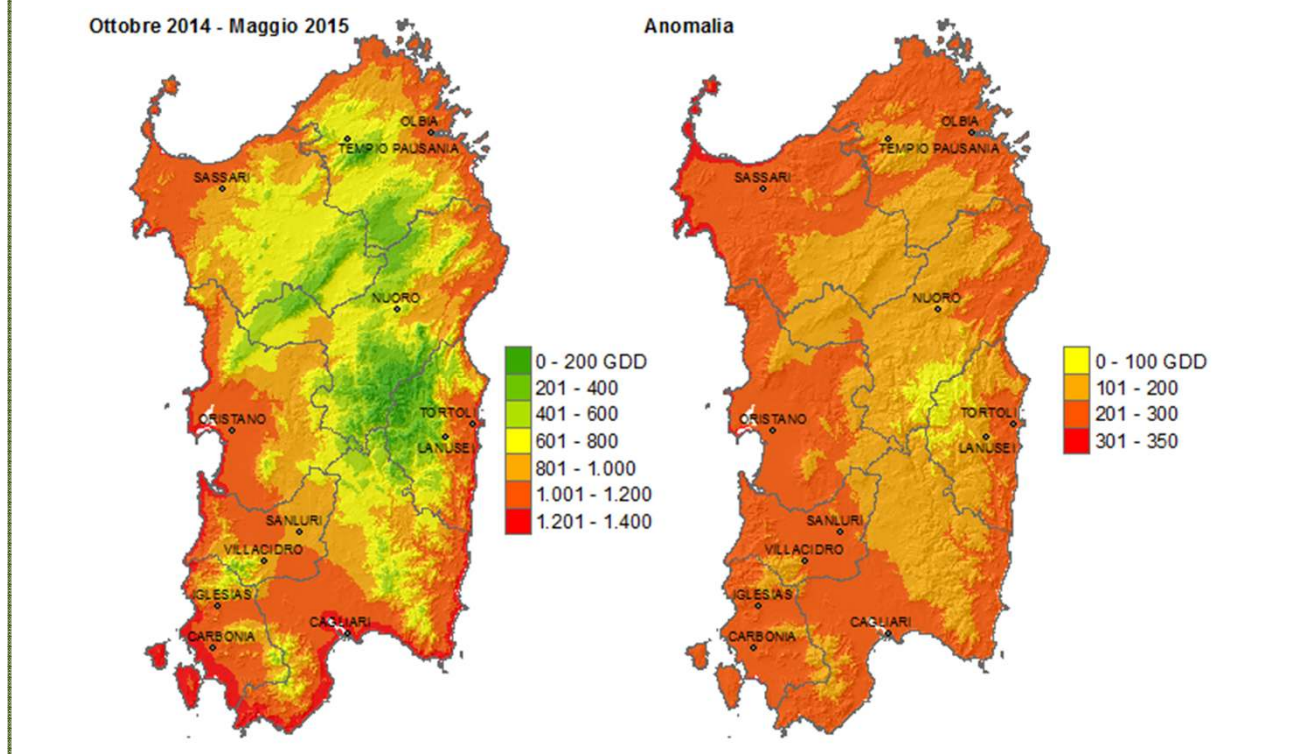 Ottobre 2014 - Maggio 2015
OLBIA
TEMPIO PAUSANIA
SASSARI
NUORO
ORISTANO
TORTOLI
LANUSEI
SANLURI
VILLACIDRO
IGLESIAS
CARBONIA
CAGLIARI
0 - 200 GDD
201 - 400
401 - 600
601 - 800
801 - 1.000
1.001 - 1.200
1.201 - 1.400
Anomalia
OLBIA
TEMPIO PAUSANIA
SASSARI
NUORO
ORISTANO
TORTOLI
LANUSEI
SANLURI
VILLACIDRO
IGLESIAS
CARBONIA
CAGLIARI
0 - 100 GDD
101 - 200
201 - 300
301 - 350